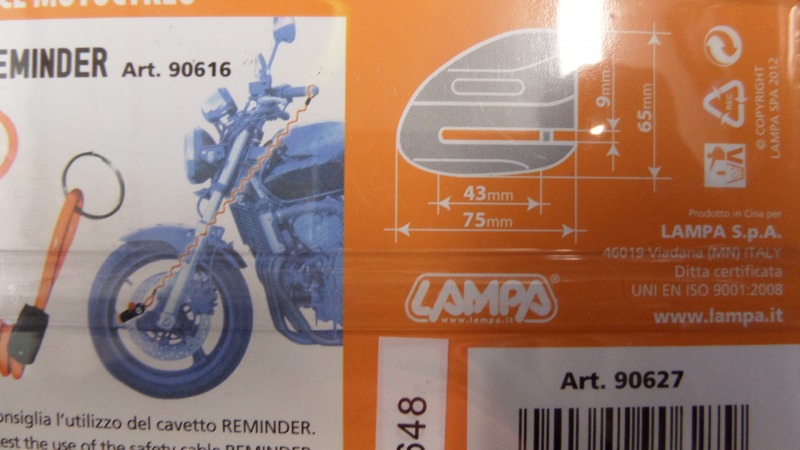 MOTOCYCLES
EMINDER Art. 90616
9mm
65mm
43mm
75mm
© COPYRIGHT
LAMPA SPA 2012
Prodotto in Cina per
LAMPA S.p.A.
46019 Viadana (MN) ITALY
Ditta certificata
UNI EN ISO 9001:2008
www.lampa.it
LAMPA®
www.lampa.it
Art. 90627
648
onsiglia l'utilizzo del cavetto REMINDER.
est the use of the safety cable REMINDER